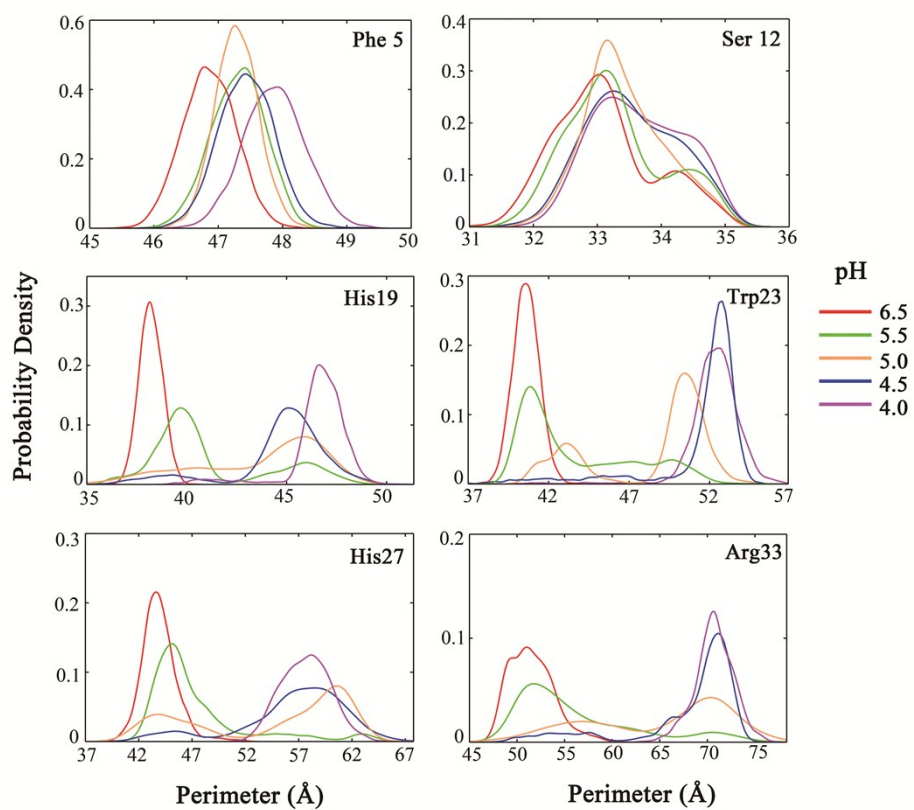 0.6
0.4
0.2
0
45 46 47 48 49 50
Phe 5
0.4
0.3
0.2
0.1
0
31 32 33 34 35 36
Ser 12
0.3
0.2
0.1
0
35 40 45 50
His19
0.3
0.2
0.1
0
37 42 47 52 57
Trp23
0.3
0.2
0.1
0
37 42 47 52 57 62 67
His27
0.2
0.1
0
45 50 55 60 65 70 75
Arg33
Probability Density
Perimeter (Å)
Perimeter (Å)
pH
6.5
5.5
5.0
4.5
4.0